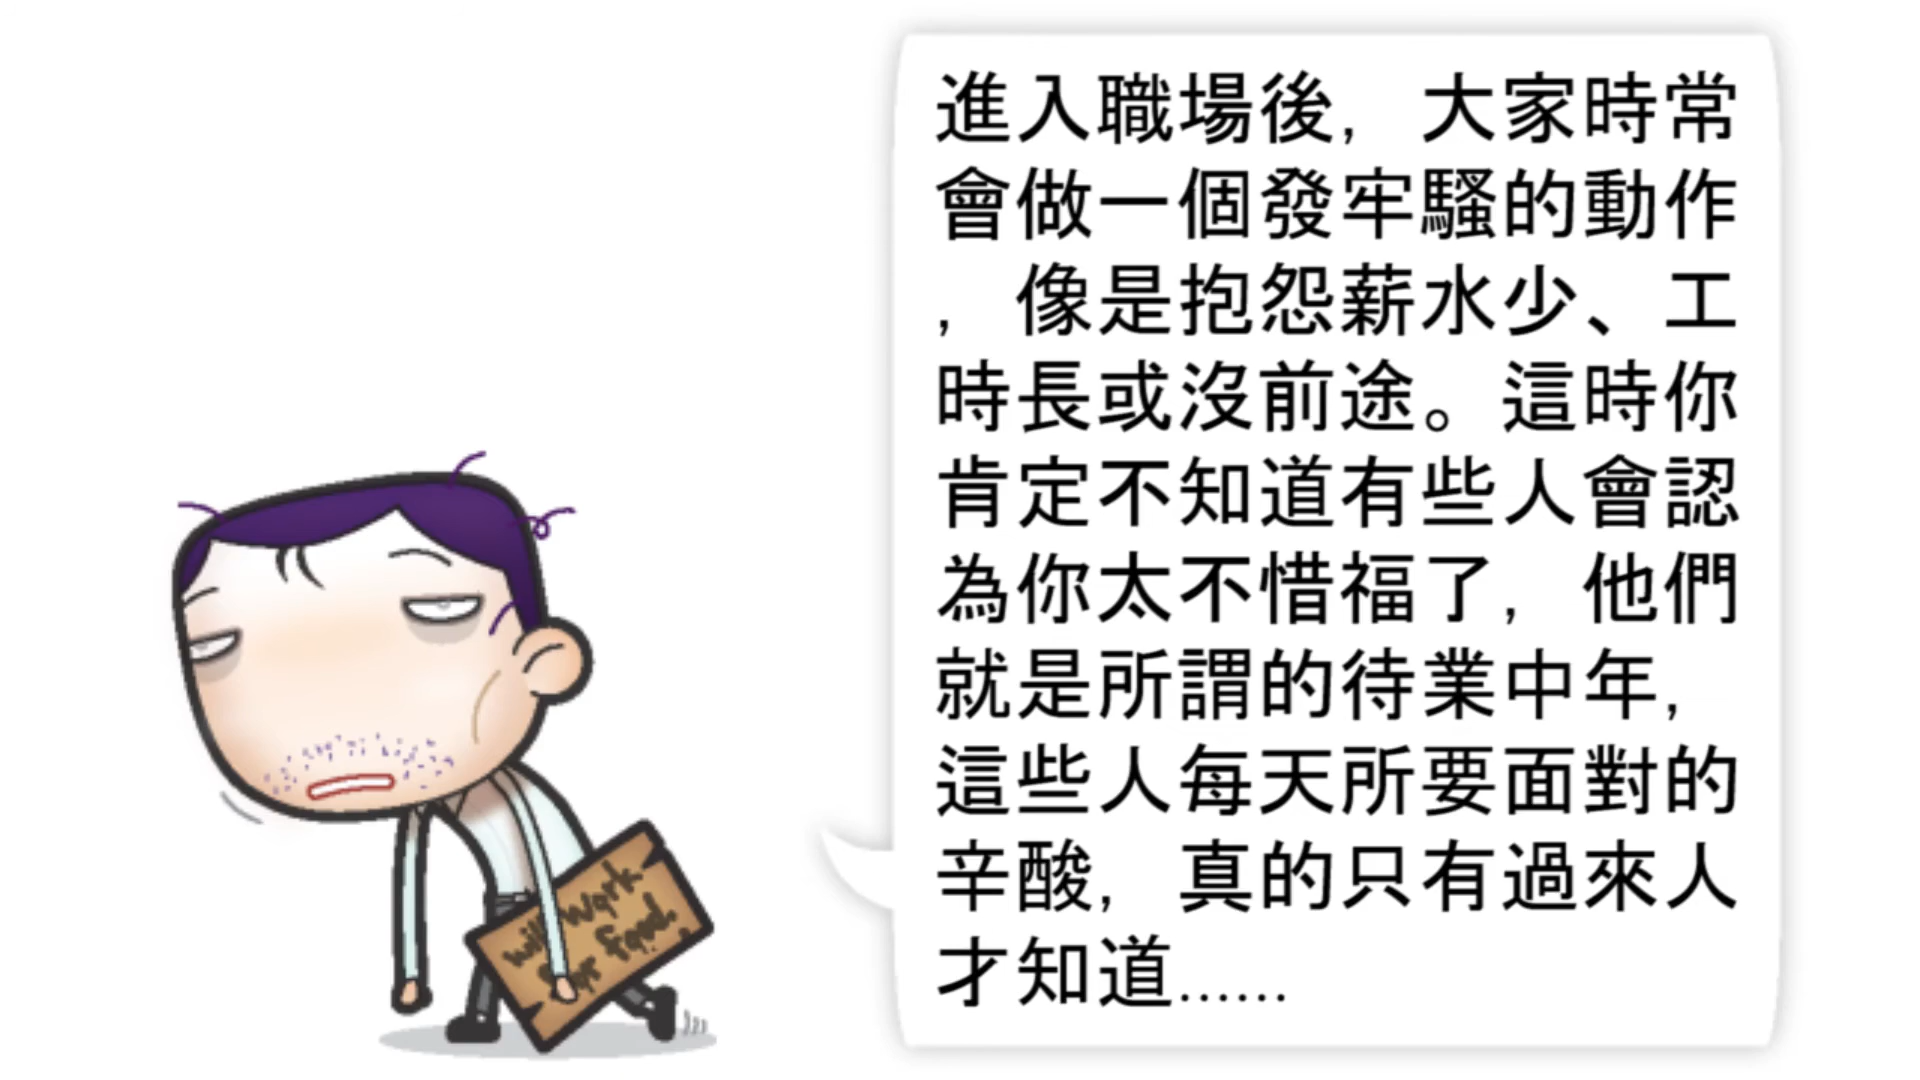 進入職場後，大家時常
會做一個發牢騷的動作
，像是抱怨薪水少、工
時長或沒前途。這時你
肯定不知道有些人會認
為你太不惜福了，他們
就是所謂的待業中年，
這些人每天所要面對的
辛酸，真的只有過來人
才知道......
will work
for food.